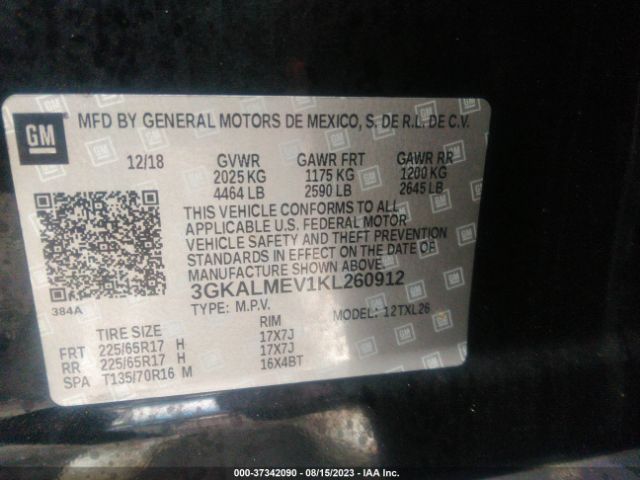 GM MFD BY GENERAL MOTORS DE MEXICO, S. DE R.L. DE C.V.
12/18 GVWR GAWR FRT GAWR RR
2025 KG 1175 KG 1200 KG
4464 LB 2590 LB 2645 LB
THIS VEHICLE CONFORMS TO ALL
APPLICABLE U.S. FEDERAL MOTOR
VEHICLE SAFETY AND THEFT PREVENTION
STANDARDS IN EFFECT ON THE DATE OF
MANUFACTURE SHOWN
384A 3GKALMEV1KL260912
TYPE: M.P.V. MODEL: 12TXL26
TIRE SIZE RIM
FRT 225/65R17 H 17X7J
RR 225/65R17 H 17X7J
SPA T135/70R16 M 16X4BT
000-37342090 - 08/15/2023 - IAA Inc.